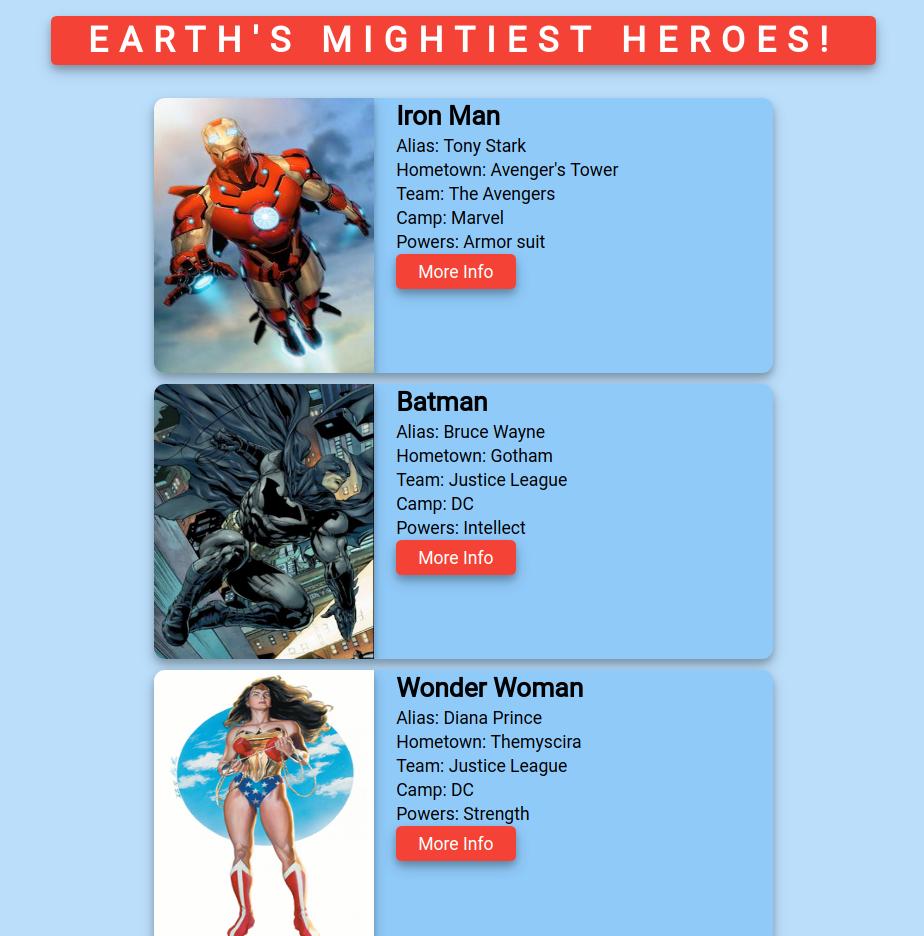 EARTH'S MIGHTIEST HEROES!
Iron Man
Alias: Tony Stark
Hometown: Avenger's Tower
Team: The Avengers
Camp: Marvel
Powers: Armor suit
More Info
Batman
Alias: Bruce Wayne
Hometown: Gotham
Team: Justice League
Camp: DC
Powers: Intellect
More Info
Wonder Woman
Alias: Diana Prince
Hometown: Themyscira
Team: Justice League
Camp: DC
Powers: Strength
More Info